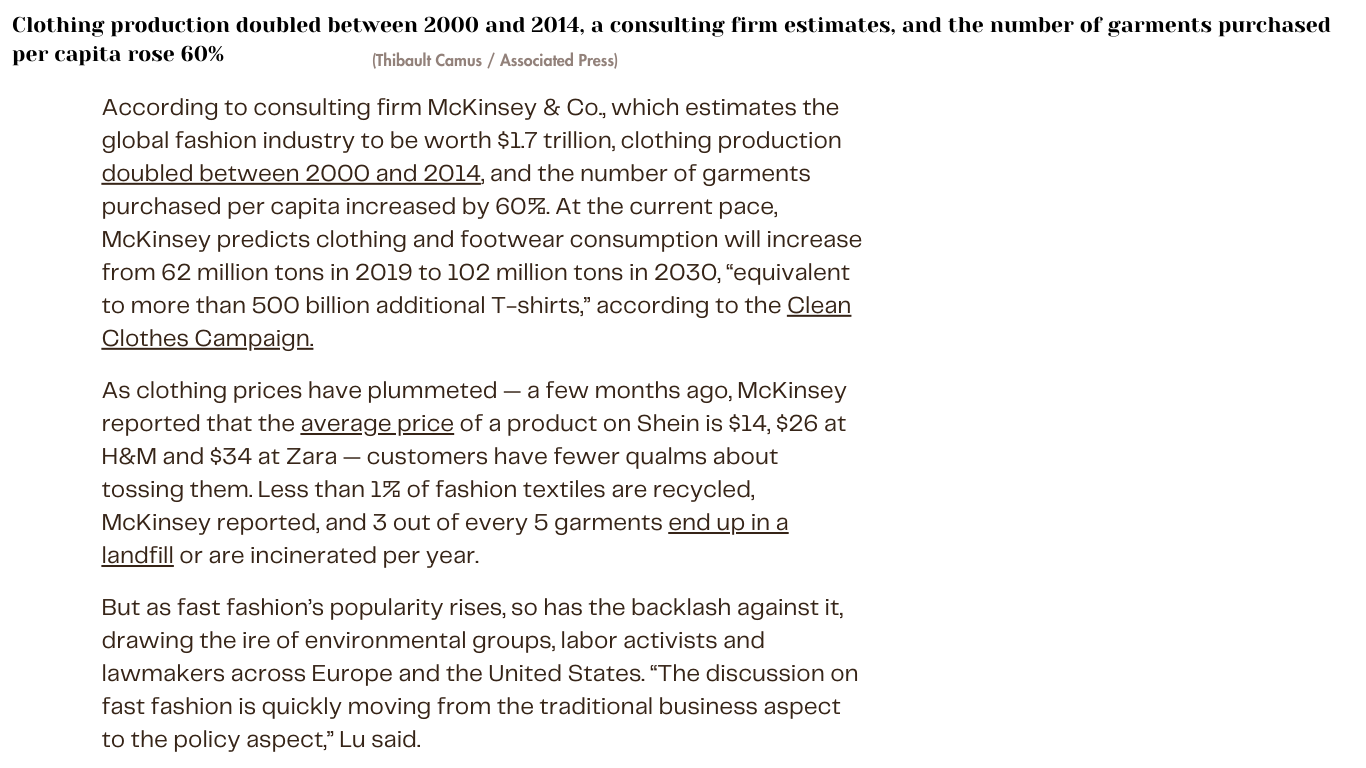 Clothing production doubled between 2000 and 2014, a consulting firm estimates, and the number of garments purchased
per capita rose 60%
(Thibault Camus / Associated Press)
According to consulting firm McKinsey & Co., which estimates the
global fashion industry to be worth $1.7 trillion, clothing production
doubled between 2000 and 2014, and the number of garments
purchased per capita increased by 60%. At the current pace,
McKinsey predicts clothing and footwear consumption will increase
from 62 million tons in 2019 to 102 million tons in 2030, “equivalent
to more than 500 billion additional T-shirts,” according to the Clean
Clothes Campaign.
As clothing prices have plummeted — a few months ago, McKinsey
reported that the average price of a product on Shein is $14, $26 at
H&M and $34 at Zara — customers have fewer qualms about
tossing them. Less than 1% of fashion textiles are recycled,
McKinsey reported, and 3 out of every 5 garments end up in a
landfill or are incinerated per year.
But as fast fashion’s popularity rises, so has the backlash against it,
drawing the ire of environmental groups, labor activists and
lawmakers across Europe and the United States. “The discussion on
fast fashion is quickly moving from the traditional business aspect
to the policy aspect,” Lu said.